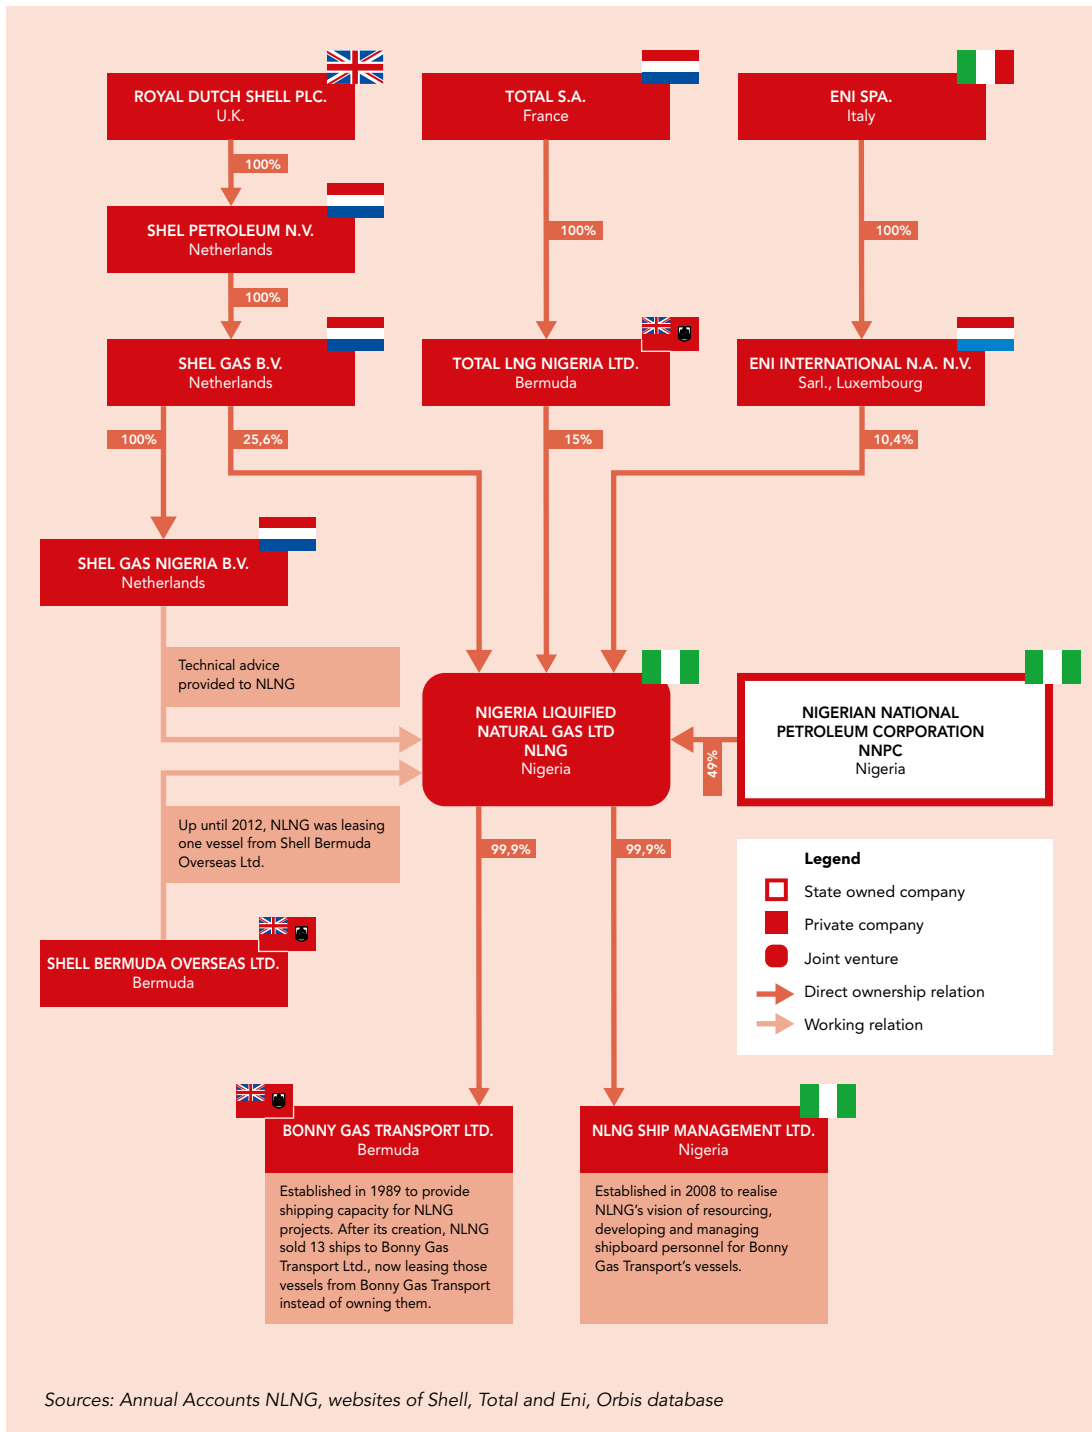 ROYAL DUTCH SHELL PLC.
U.K.
TOTAL S.A.
France
ENI SPA.
Italy
100%
SHEL PETROLEUM N.V.
Netherlands
100%
100%
100%
SHEL GAS B.V.
Netherlands
TOTAL LNG NIGERIA LTD.
Bermuda
ENI INTERNATIONAL N.A. N.V.
Sarl., Luxembourg
100%
25,6%
15%
10,4%
SHEL GAS NIGERIA B.V.
Netherlands
Technical advice
provided to NLNG
NIGERIA LIQUIFIED
NATURAL GAS LTD
NLNG
Nigeria
49%
NIGERIAN NATIONAL
PETROLEUM CORPORATION
NNPC
Nigeria
Up until 2012, NLNG was leasing
one vessel from Shell Bermuda
Overseas Ltd.
99,9%
99,9%
SHELL BERMUDA OVERSEAS LTD.
Bermuda
Legend
State owned company
Private company
Joint venture
Direct ownership relation
Working relation
BONNY GAS TRANSPORT LTD.
Bermuda
Established in 1989 to provide
shipping capacity for NLNG
projects. After its creation, NLNG
sold 13 ships to Bonny Gas
Transport Ltd., now leasing those
vessels from Bonny Gas Transport
instead of owning them.
NLNG SHIP MANAGEMENT LTD.
Nigeria
Established in 2008 to realise
NLNG's vision of resourcing,
developing and managing
shipboard personnel for Bonny
Gas Transport's vessels.
Sources: Annual Accounts NLNG, websites of Shell, Total and Eni, Orbis database